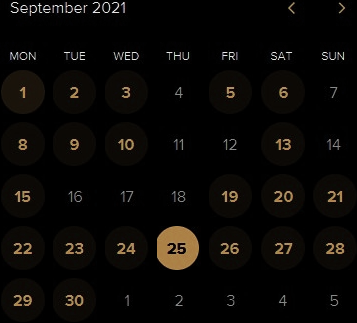 September 2021
MON TUE WED THU FRI SAT SUN
1 2 3 4 5 6 7
8 9 10 11 12 13 14
15 16 17 18 19 20 21
22 23 24 25 26 27 28
29 30 1 2 3 4 5